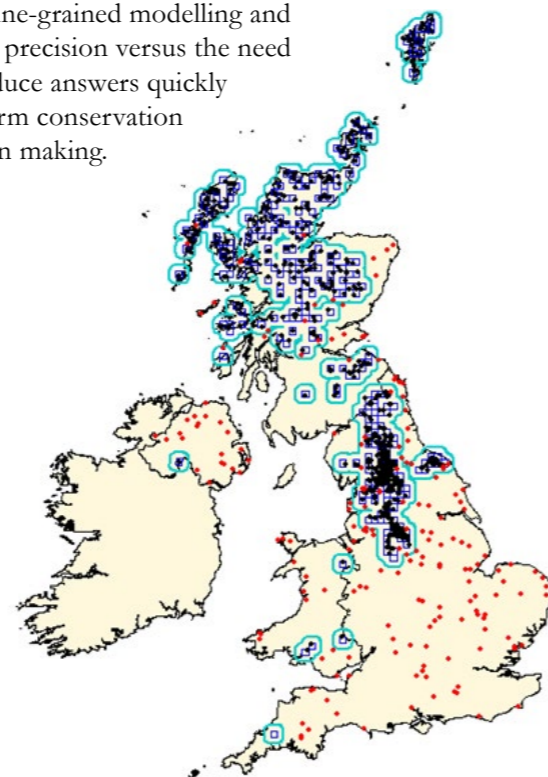 ne-grained modelling and
precision versus the need
duce answers quickly
rm conservation
n making.